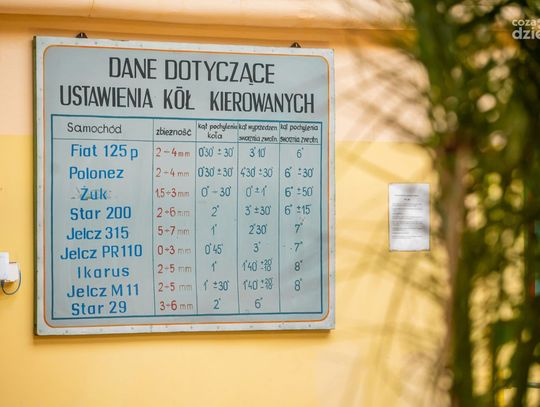 DANE DOTYCZĄCE
USTAWIENIA KÓŁ KIEROWANYCH
Samochód zbieżność kąt pochylenia koła kąt wyprzedzen. sworznia zwrotn. kąt pochylenia sworznia zwrotn.
Fiat 125p 2-4 mm 0°30' ± 30' 3°10' 6°
Polonez 2-4 mm 0°30' ± 30' 4°30' ± 30' 6° ± 30'
Żuk 1,5-3 mm 0° - 30' 0° ± 1° 6° ± 50'
Star 200 2-6 mm 2° 3° ± 30' 6° ± 15'
Jelcz 315 5-7 mm 1° 2°30' 7°
Jelcz PR110 0-3 mm 0°45' 3° 7°
Ikarus 2-5 mm 1° 1°40' 8°
Jelcz M11 2-5 mm 1° ± 30' 1°40' 8°
Star 29 3-6 mm 2° 6°
coza
dzie